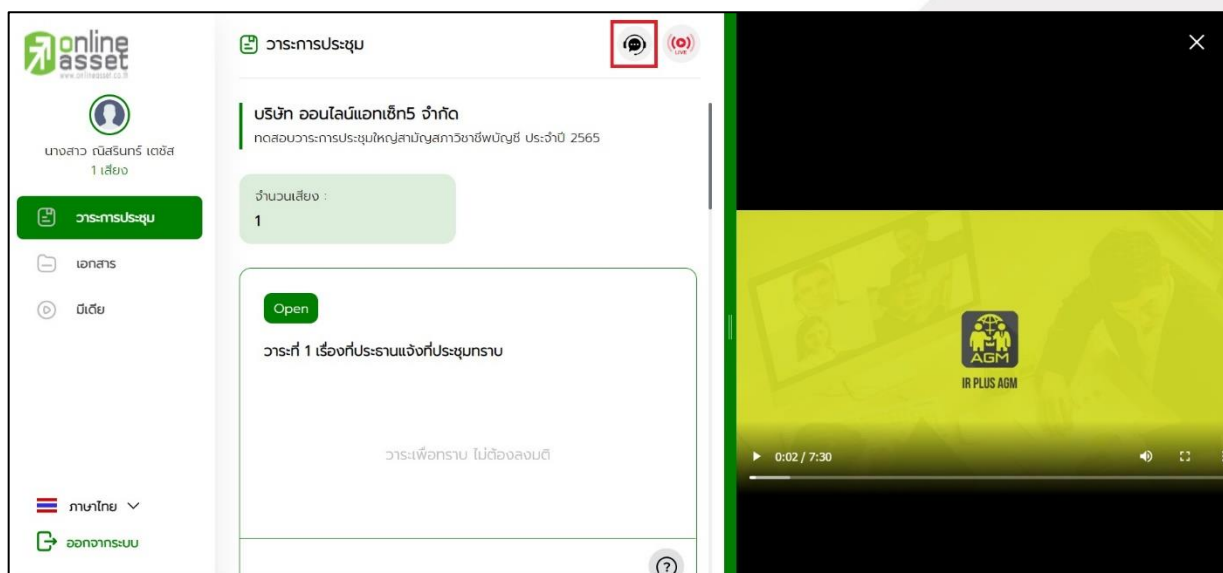 online
asset
www.onlineasset.co.th
นางสาว ณิสรินทร์ เตชัส
1 เสียง
วาระการประชุม
เอกสาร
มีเดีย
ภาษาไทย
ออกจากระบบ
วาระการประชุม
LIVE
บริษัท ออนไลน์แอทเซ็ท5 จำกัด
ทดสอบวาระการประชุมใหญ่สามัญสภาวิชาชีพบัญชี ประจำปี 2565
จำนวนเสียง :
1
Open
วาระที่ 1 เรื่องที่ประธานแจ้งที่ประชุมทราบ
วาระเพื่อทราบ ไม่ต้องลงมติ
AGM
IR PLUS AGM
0:02 / 7:30